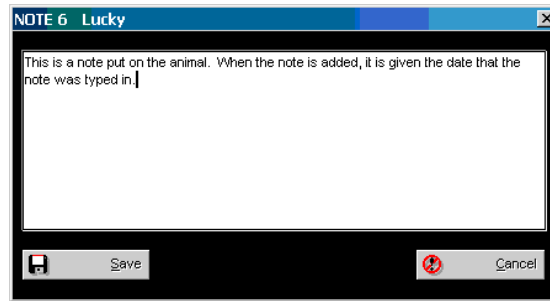 NOTE 6 Lucky
This is a note put on the animal. When the note is added, it is given the date that the
note was typed in.
Save
Cancel